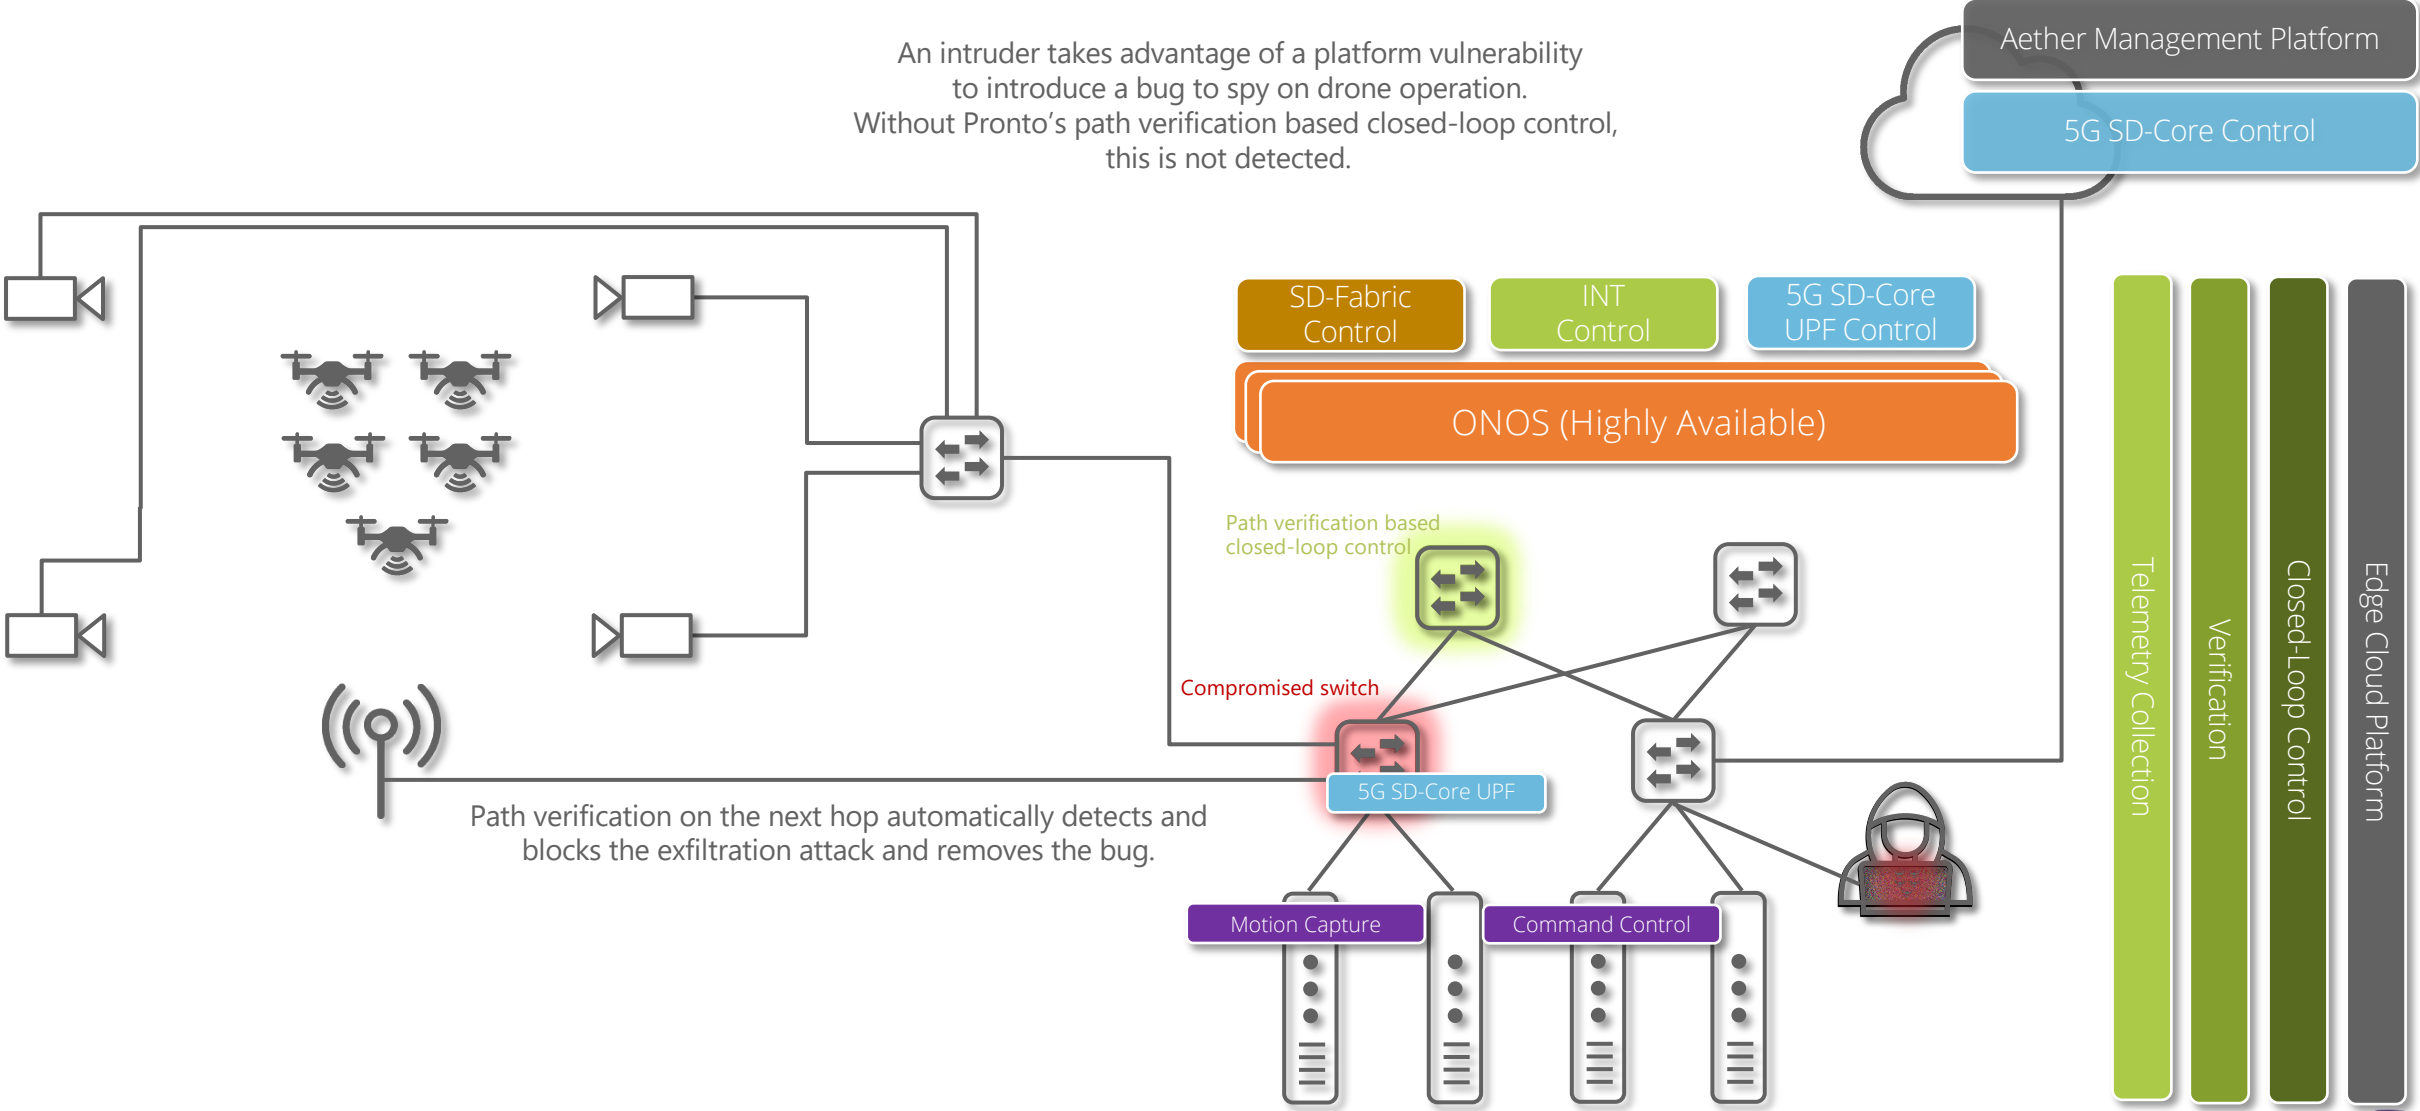 An intruder takes advantage of a platform vulnerability
to introduce a bug to spy on drone operation.
Without Pronto’s path verification based closed-loop control,
this is not detected.
Aether Management Platform
5G SD-Core Control
SD-Fabric
Control
INT
Control
5G SD-Core
UPF Control
ONOS (Highly Available)
Path verification based
closed-loop control
Compromised switch
5G SD-Core UPF
Path verification on the next hop automatically detects and
blocks the exfiltration attack and removes the bug.
Motion Capture
Command Control
Telemetry Collection
Verification
Closed-Loop Control
Edge Cloud Platform